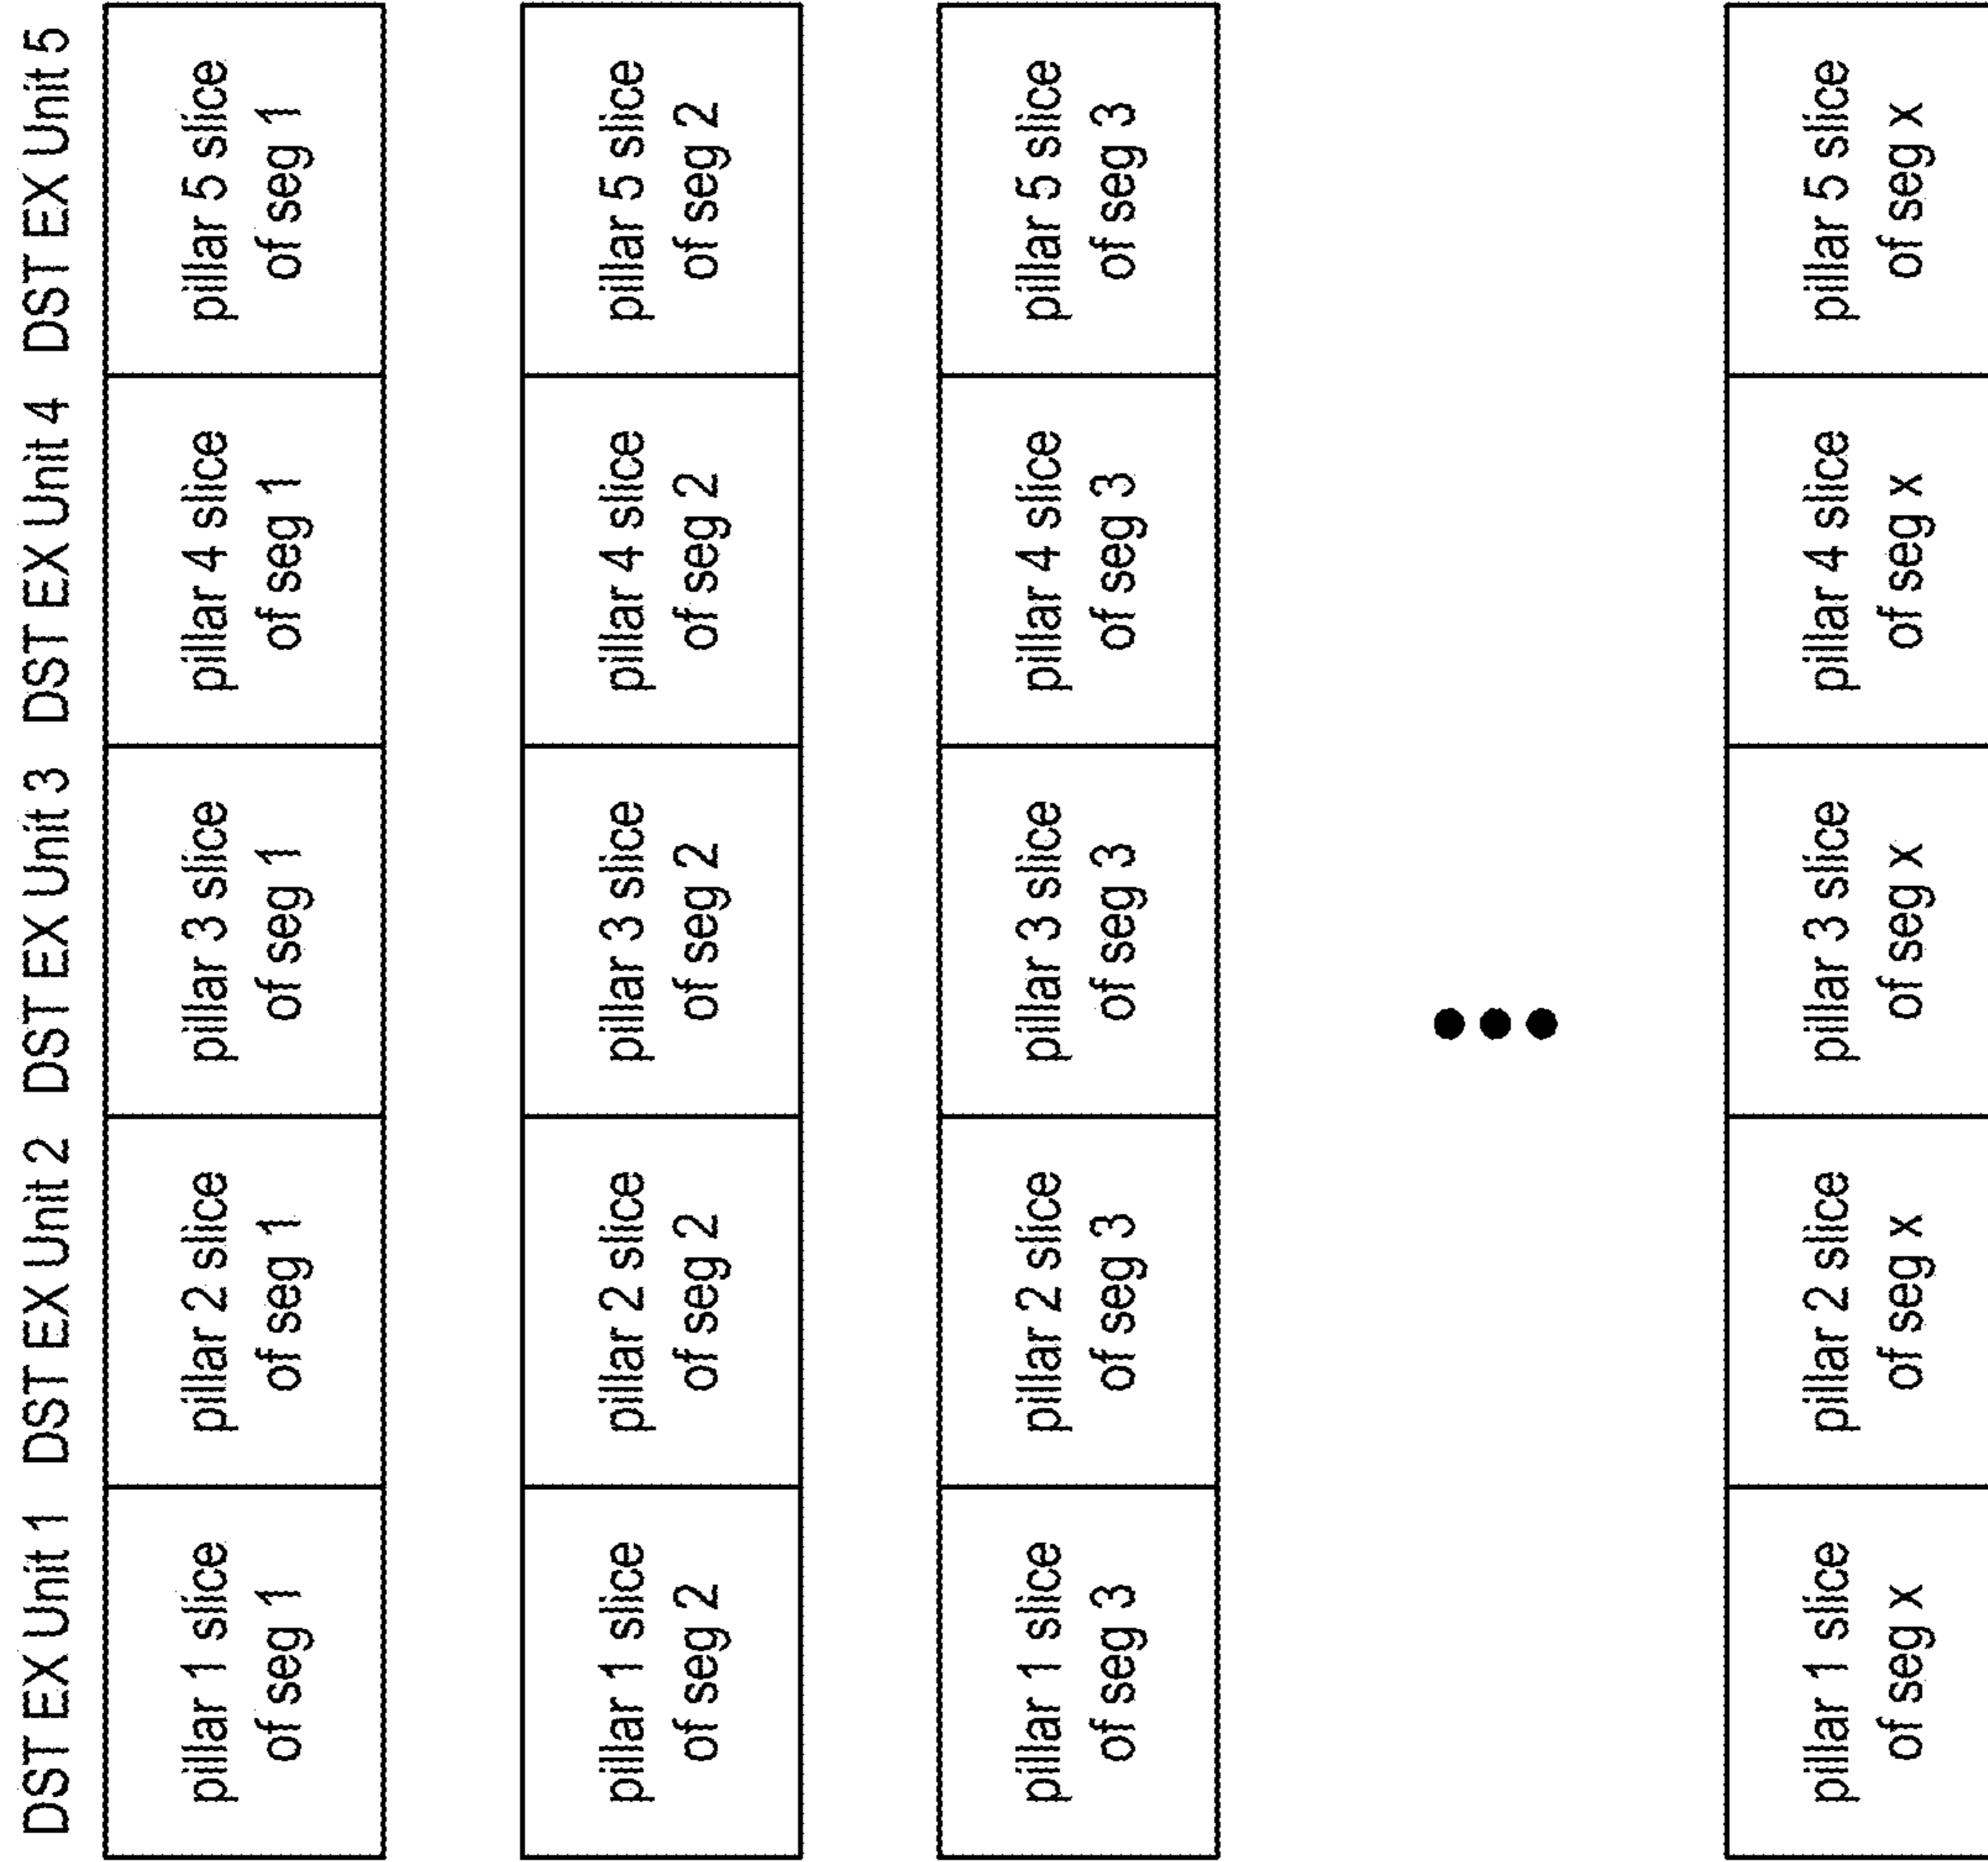 DST EX Unit 1 DST EX Unit 2 DST EX Unit 3 DST EX Unit 4 DST EX Unit 5
pillar 1 slice
of seg 1
pillar 2 slice
of seg 1
pillar 3 slice
of seg 1
pillar 4 slice
of seg 1
pillar 5 slice
of seg 1
pillar 1 slice
of seg 2
pillar 2 slice
of seg 2
pillar 3 slice
of seg 2
pillar 4 slice
of seg 2
pillar 5 slice
of seg 2
pillar 1 slice
of seg 3
pillar 2 slice
of seg 3
pillar 3 slice
of seg 3
pillar 4 slice
of seg 3
pillar 5 slice
of seg 3
pillar 1 slice
of seg x
pillar 2 slice
of seg x
pillar 3 slice
of seg x
pillar 4 slice
of seg x
pillar 5 slice
of seg x